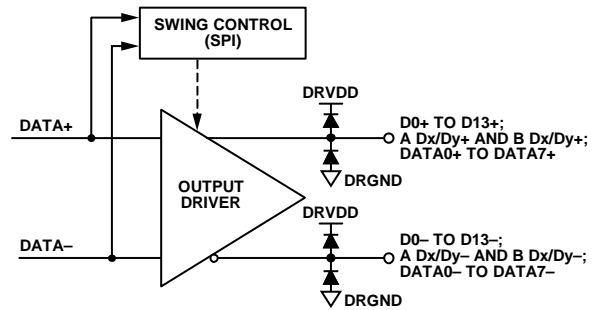 SWING CONTROL
(SPI)
DRVDD
DATA+
D0+ TO D13+;
A Dx/Dy+ AND B Dx/Dy+;
DATA0+ TO DATA7+
DRGND
OUTPUT
DRIVER
DRVDD
DATA–
D0– TO D13–;
A Dx/Dy– AND B Dx/Dy–;
DATA0– TO DATA7–
DRGND